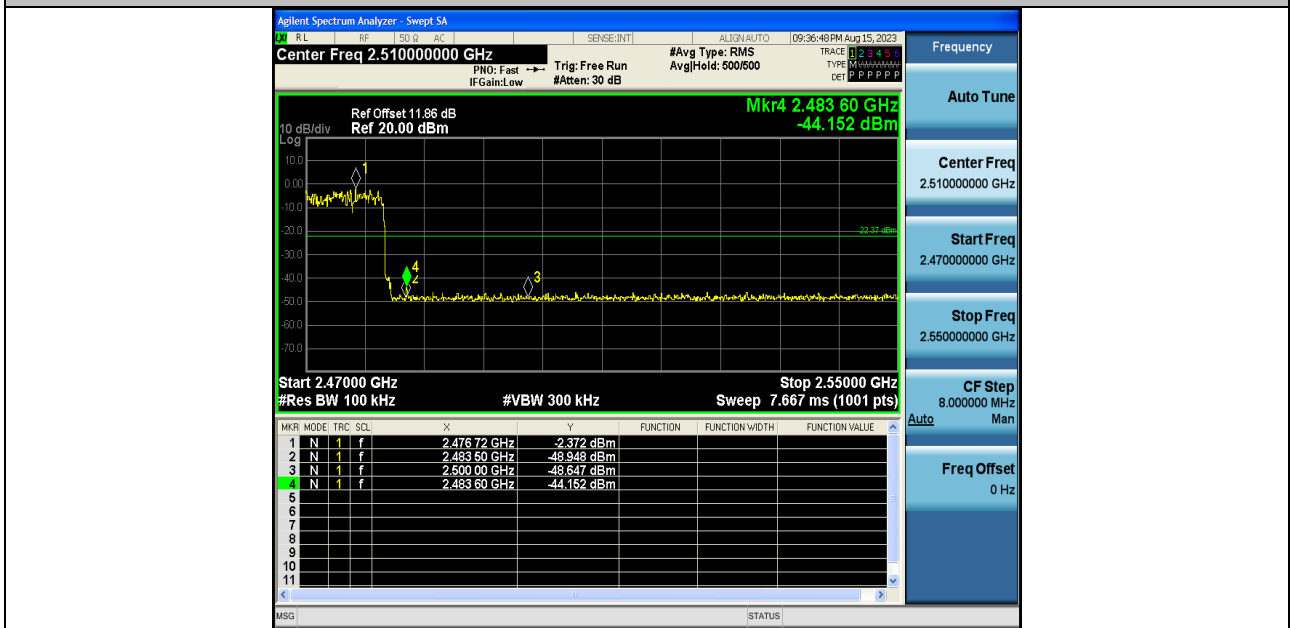 Agilent Spectrum Analyzer - Swept SA
RL RF 50 Ω AC SENSE:INT ALIGN AUTO 09:36:48 PM Aug 15, 2023
Center Freq 2.510000000 GHz
PNO: Fast
IFGain:Low
Trig: Free Run
#Atten: 30 dB
#Avg Type: RMS
Avg|Hold: 500/500
TRACE 1 2 3 4 5 6
TYPE M
DET P P P P P P
Mkr4 2.483 60 GHz
-44.152 dBm
Ref Offset 11.86 dB
10 dB/div Ref 20.00 dBm
Log
10.0
0.00
-10.0
-20.0
-30.0
-40.0
-50.0
-60.0
-70.0
1
4
2
3
Start 2.47000 GHz Stop 2.55000 GHz
#Res BW 100 kHz #VBW 300 kHz Sweep 7.667 ms (1001 pts)
MKR MODE TRC SCL X Y FUNCTION FUNCTION WIDTH FUNCTION VALUE
1 N 1 f 2.476 72 GHz -2.372 dBm
2 N 1 f 2.483 50 GHz -48.948 dBm
3 N 1 f 2.500 00 GHz -48.647 dBm
4 N 1 f 2.483 60 GHz -44.152 dBm
5
6
7
8
9
10
11
MSG STATUS
Frequency
Auto Tune
Center Freq
2.510000000 GHz
Start Freq
2.470000000 GHz
Stop Freq
2.550000000 GHz
CF Step
8.000000 MHz
Auto Man
Freq Offset
0 Hz